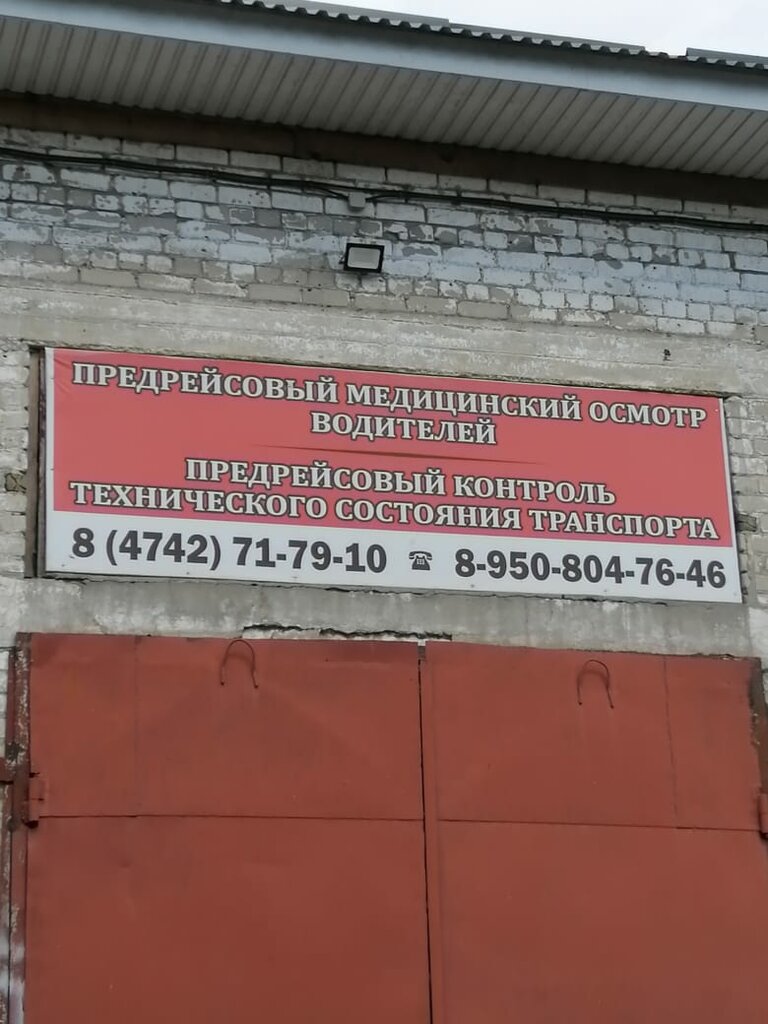 ПРЕДРЕЙСОВЫЙ МЕДИЦИНСКИЙ ОСМОТР
ВОДИТЕЛЕЙ
ПРЕДРЕЙСОВЫЙ КОНТРОЛЬ
ТЕХНИЧЕСКОГО СОСТОЯНИЯ ТРАНСПОРТА
8 (4742) 71-79-10 ☎ 8-950-804-76-46